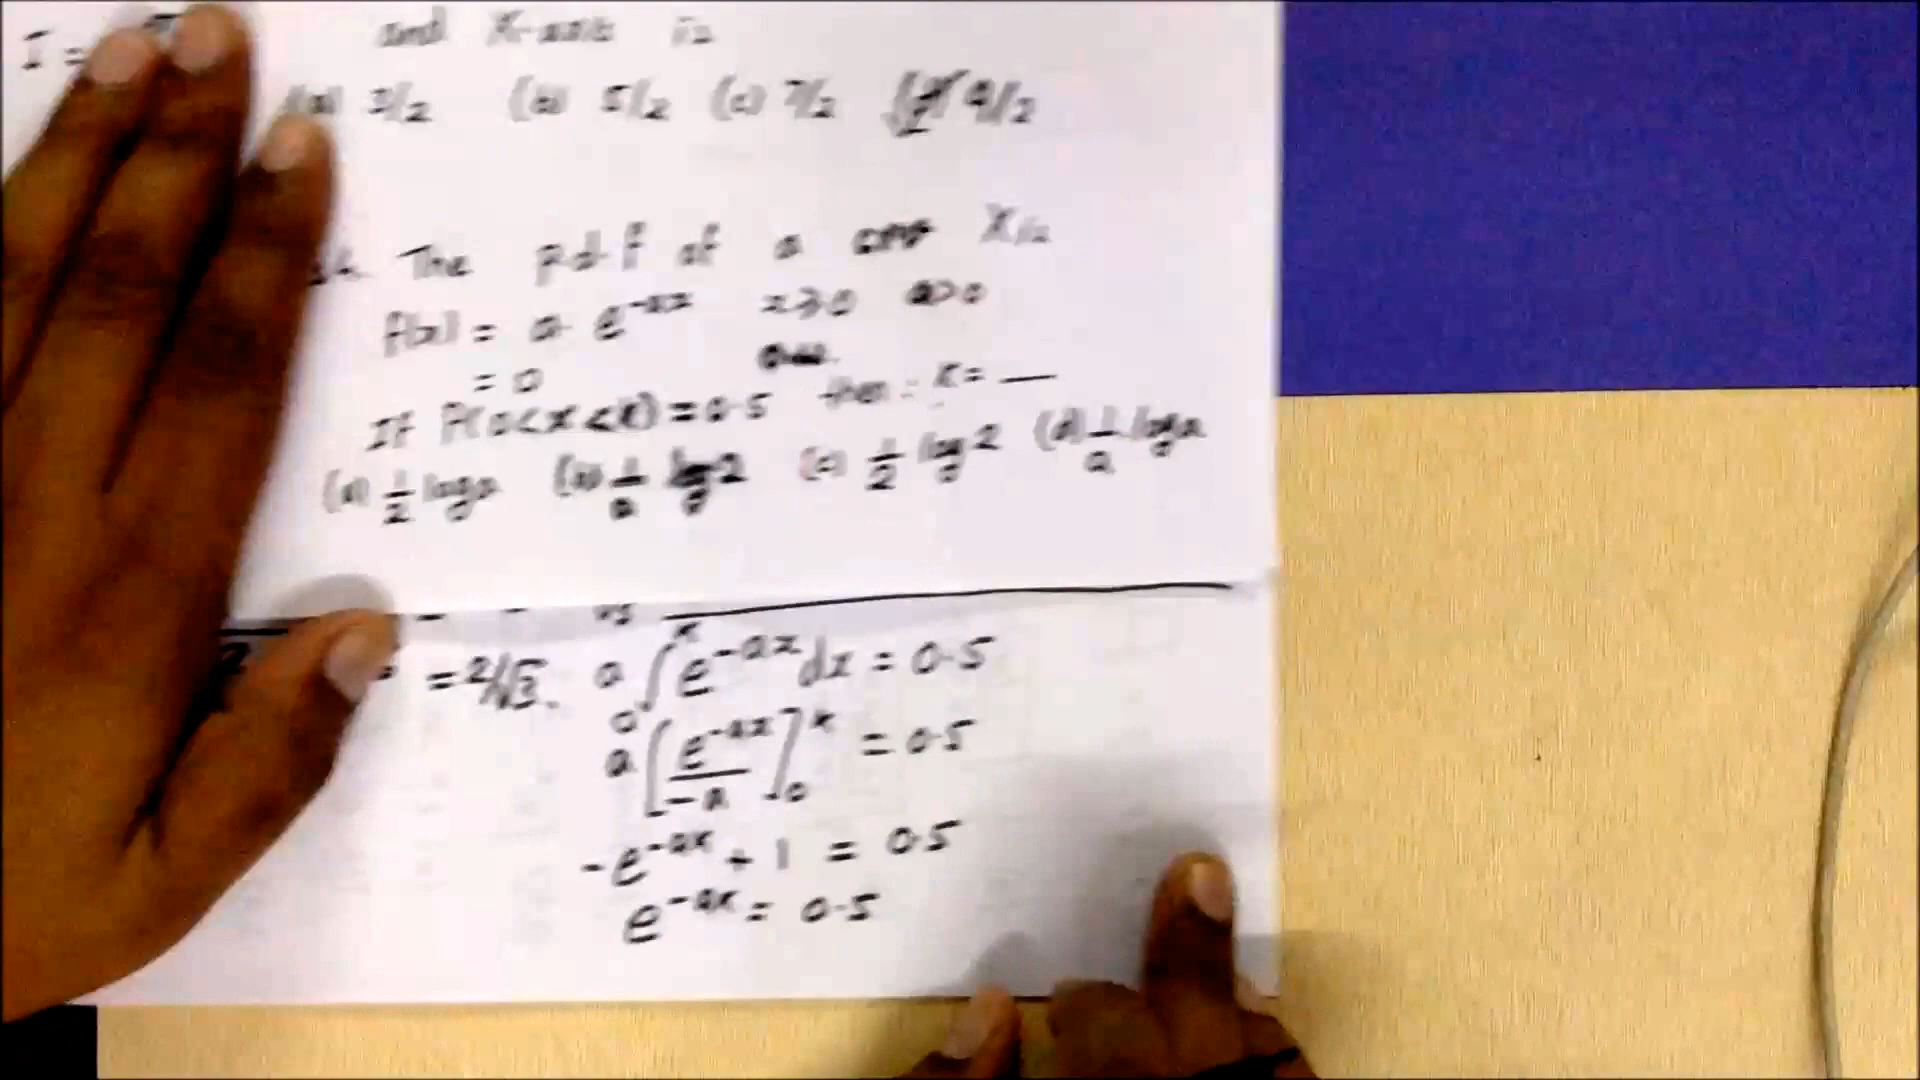 I =
and X-axis is
(a) 3/2 (b) 5/2 (c) 7/2 (d) 9/2
The p.d.f of a X is
f(x) = a e^{-ax} x≥0 a>0
= 0 o.w.
If P(0<X<K) = 0.5 then : K = __
(a) 1/2 log a (b) 1/a log 2 (c) 1/2 log 2 (d) 1/a log a
= 2/√3. a ∫_0^K e^{-ax} dx = 0.5
a [e^{-ax}/-a]_0^K = 0.5
-e^{-aK} + 1 = 0.5
e^{-aK} = 0.5